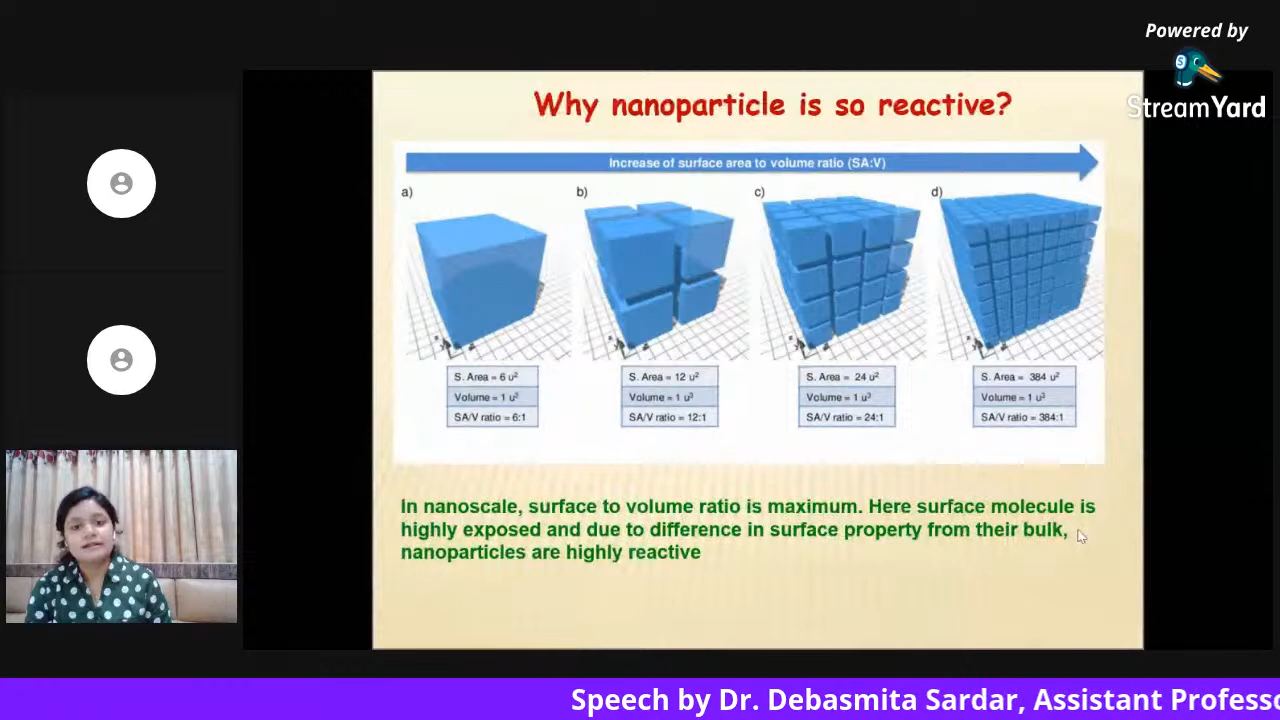 Powered by
StreamYard
Why nanoparticle is so reactive?
Increase of surface area to volume ratio (SA:V)
a)
b)
c)
d)
S. Area = 6 u²
Volume = 1 u³
SA/V ratio = 6:1
S. Area = 12 u²
Volume = 1 u³
SA/V ratio = 12:1
S. Area = 24 u²
Volume = 1 u³
SA/V ratio = 24:1
S. Area = 384 u²
Volume = 1 u³
SA/V ratio = 384:1
In nanoscale, surface to volume ratio is maximum. Here surface molecule is
highly exposed and due to difference in surface property from their bulk,
nanoparticles are highly reactive
Speech by Dr. Debasmita Sardar, Assistant Professo